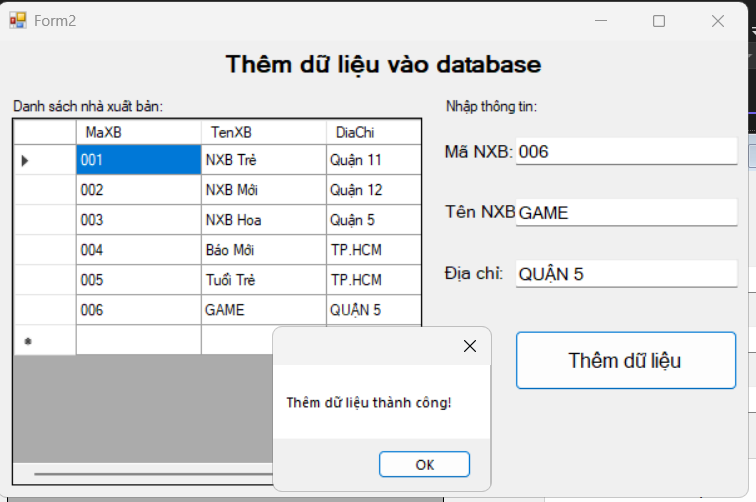 Form2
Thêm dữ liệu vào database
Danh sách nhà xuất bản:
Nhập thông tin:
MaXB TenXB DiaChi
001 NXB Trẻ Quận 11
002 NXB Mới Quận 12
003 NXB Hoa Quận 5
004 Báo Mới TP.HCM
005 Tuổi Trẻ TP.HCM
006 GAME QUẬN 5
Mã NXB: 006
Tên NXB GAME
Địa chỉ: QUẬN 5
Thêm dữ liệu
Thêm dữ liệu thành công!
OK